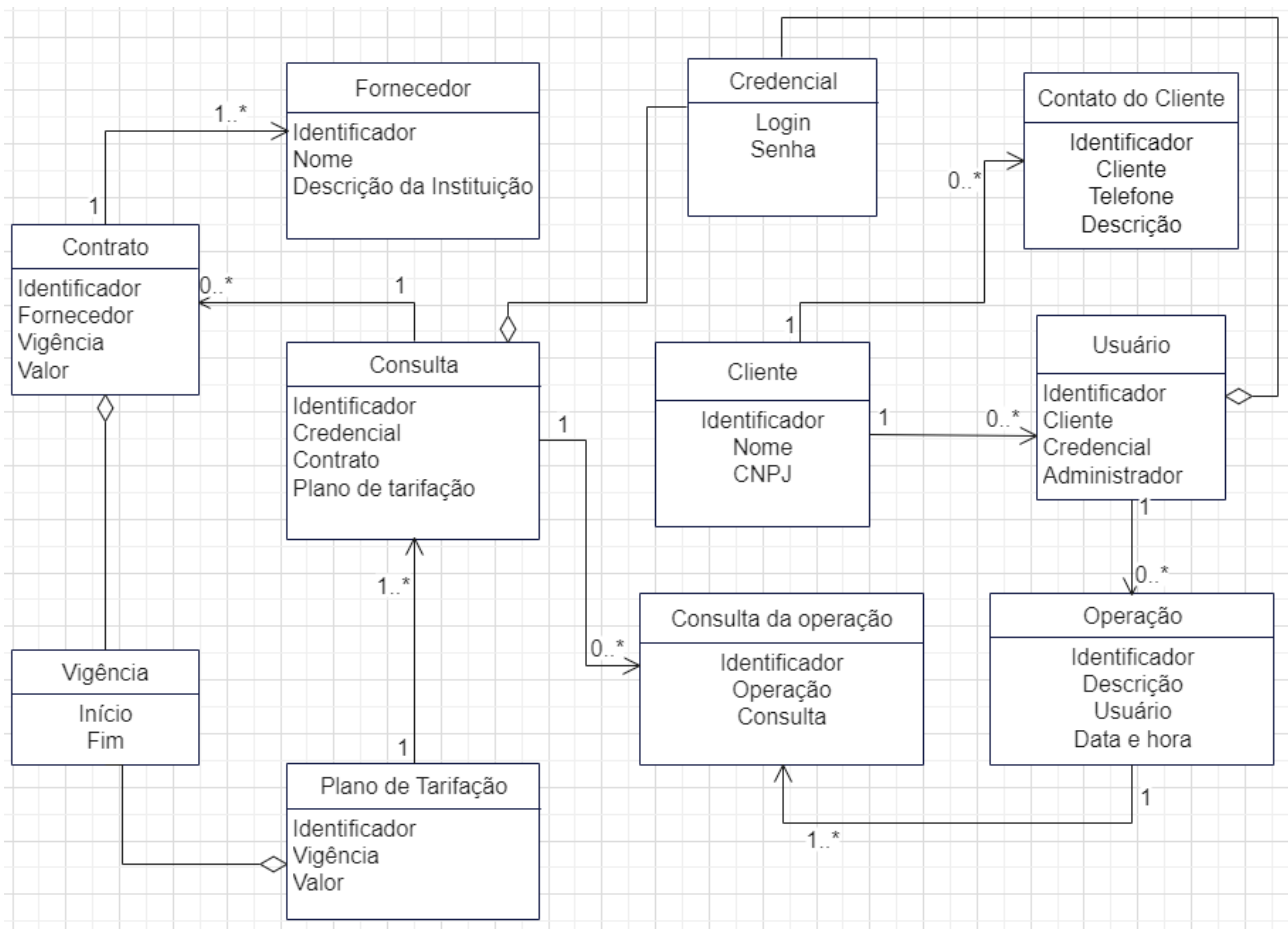 Fornecedor
Identificador
Nome
Descrição da Instituição
1..*
1
Credencial
Login
Senha
Contato do Cliente
Identificador
Cliente
Telefone
Descrição
0..*
1
Contrato
Identificador
Fornecedor
Vigência
Valor
0..*
1
Consulta
Identificador
Credencial
Contrato
Plano de tarifação
1
0..*
Cliente
Identificador
Nome
CNPJ
1
0..*
Usuário
Identificador
Cliente
Credencial
Administrador
1
0..*
1..*
1
Vigência
Início
Fim
Plano de Tarifação
Identificador
Vigência
Valor
Consulta da operação
Identificador
Operação
Consulta
Operação
Identificador
Descrição
Usuário
Data e hora
1
1..*